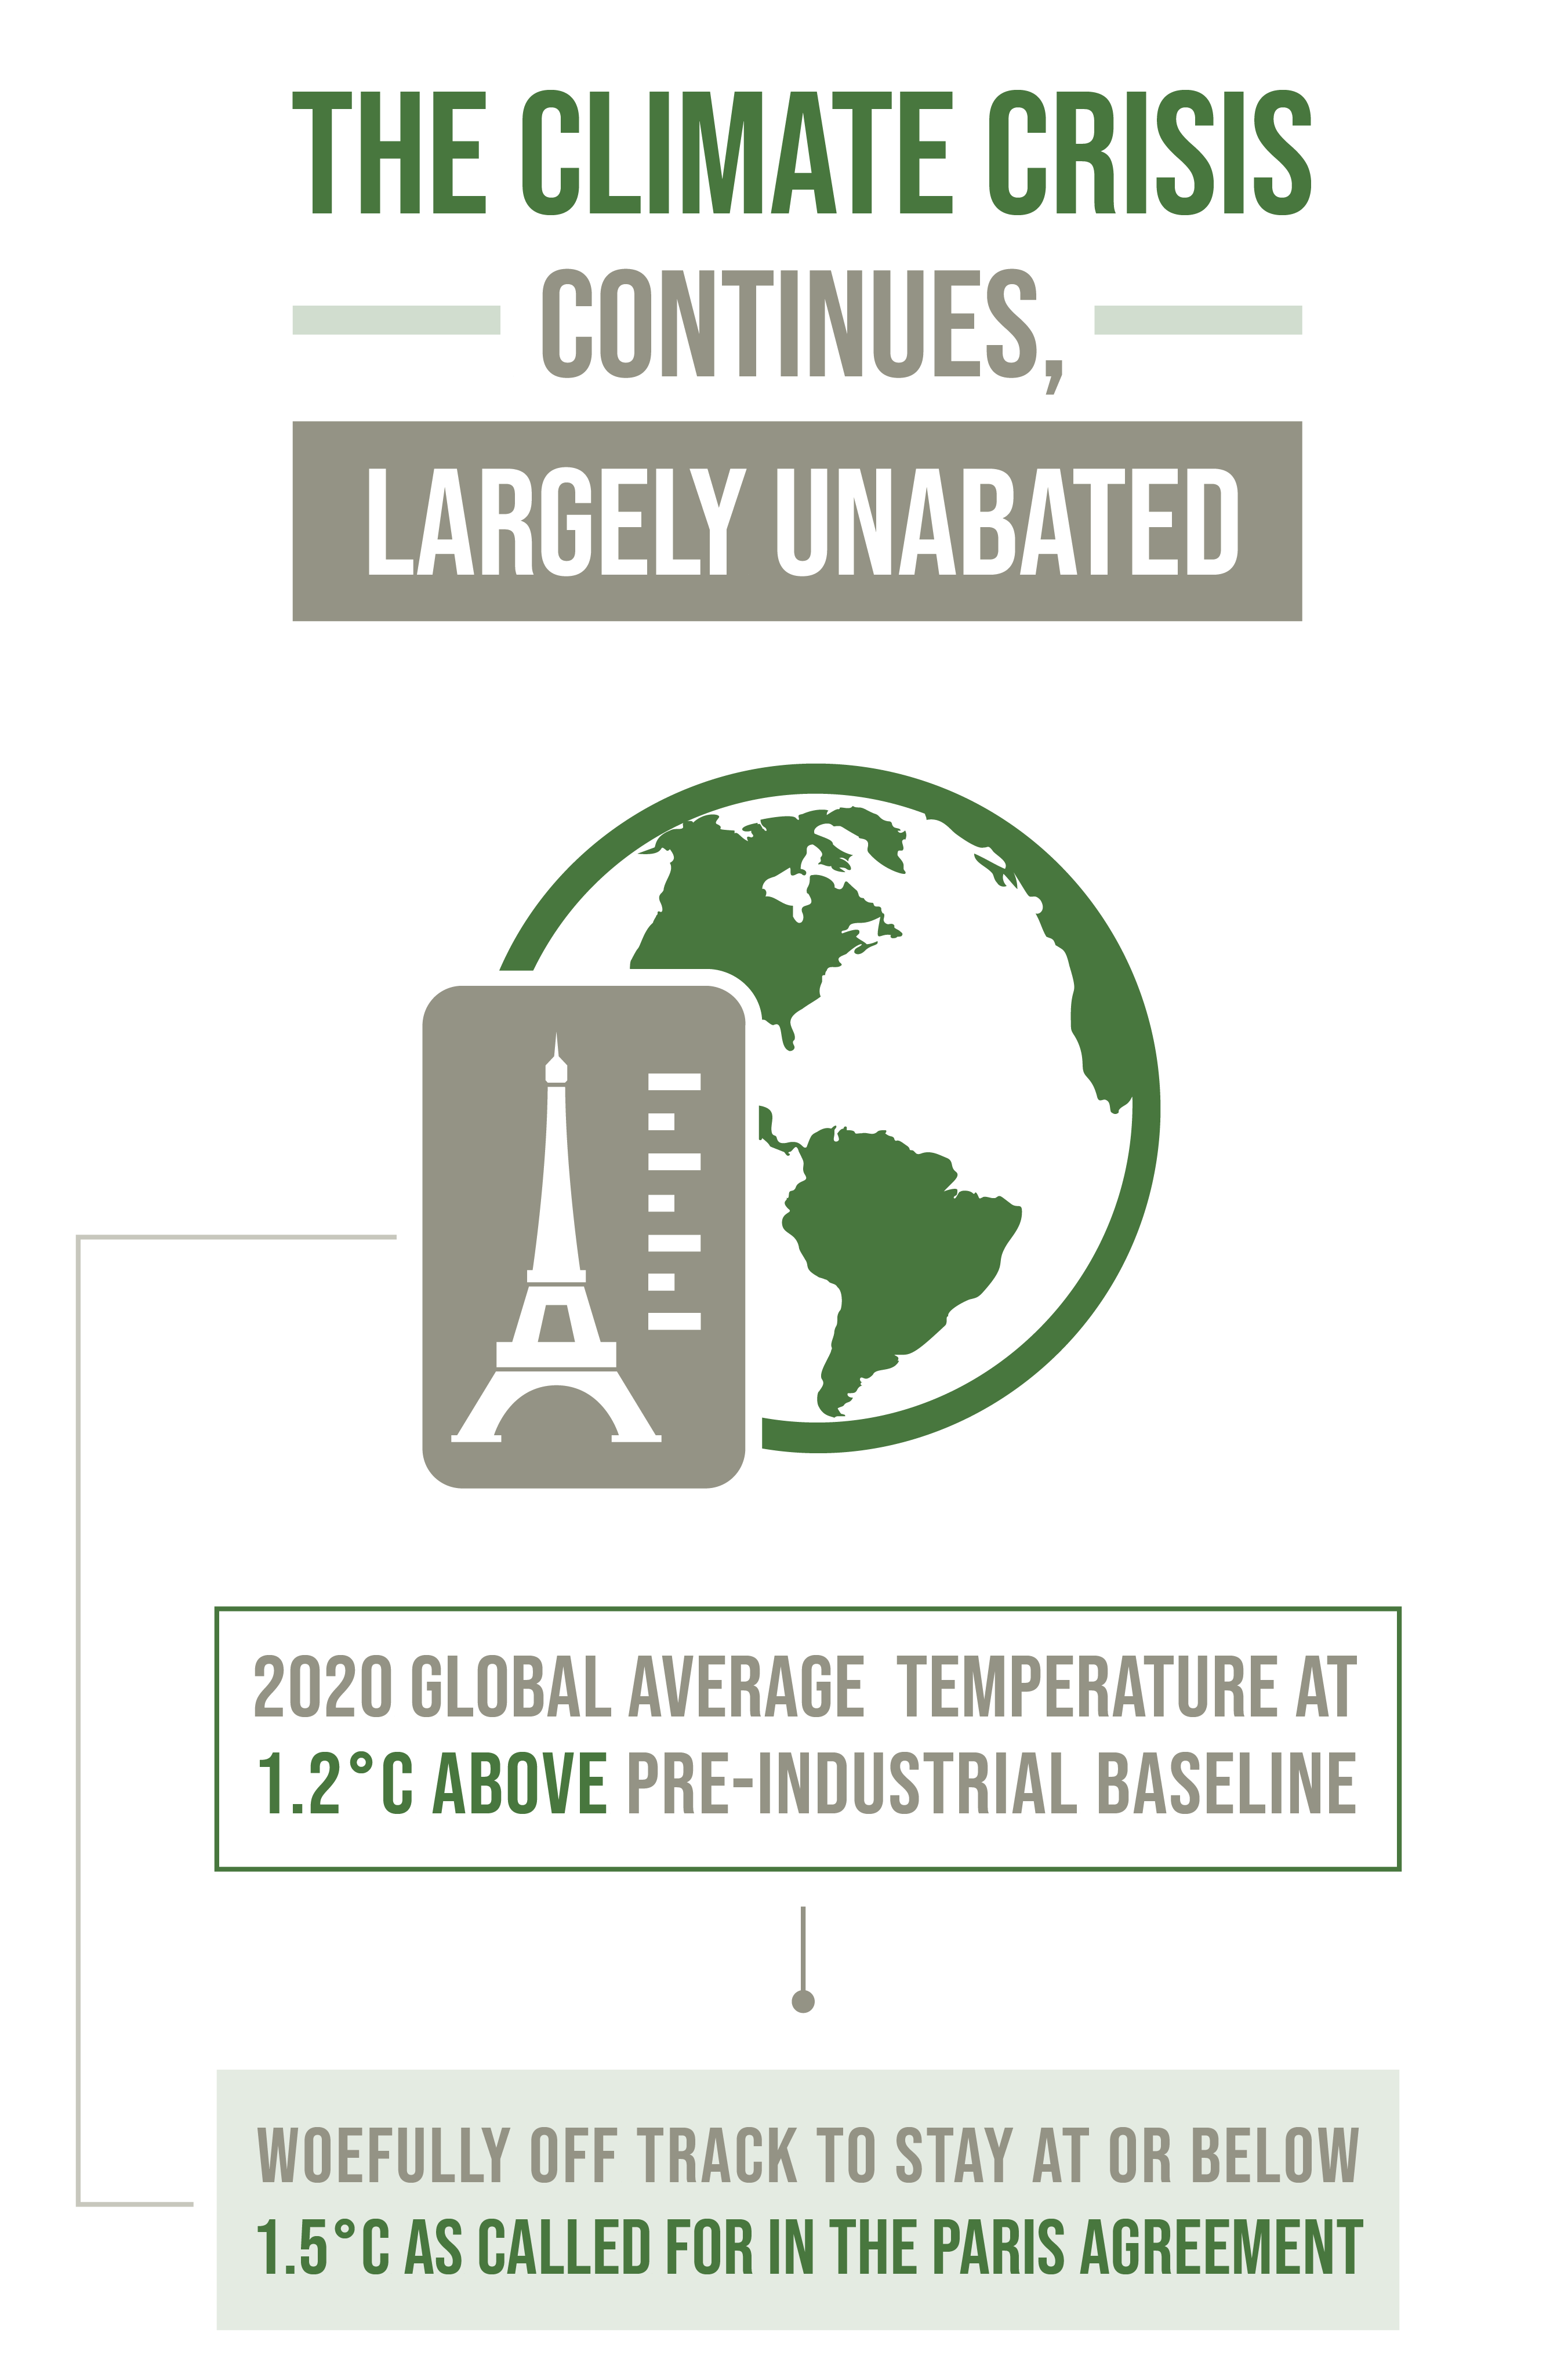 THE CLIMATE CRISIS
CONTINUES,
LARGELY UNABATED
2020 GLOBAL AVERAGE TEMPERATURE AT
1.2°C ABOVE PRE-INDUSTRIAL BASELINE
WOEFULLY OFF TRACK TO STAY AT OR BELOW
1.5°C AS CALLED FOR IN THE PARIS AGREEMENT